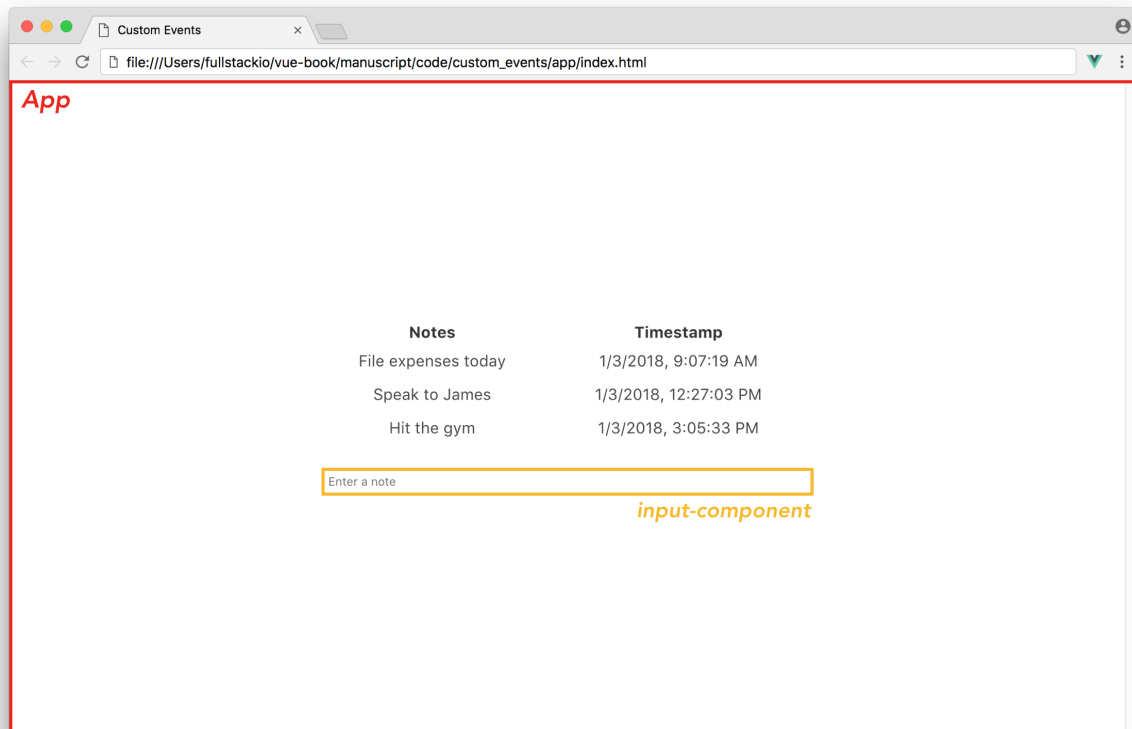 Custom Events
file:///Users/fullstackio/vue-book/manuscript/code/custom_events/app/index.html
App
Notes Timestamp
File expenses today 1/3/2018, 9:07:19 AM
Speak to James 1/3/2018, 12:27:03 PM
Hit the gym 1/3/2018, 3:05:33 PM
Enter a note
input-component